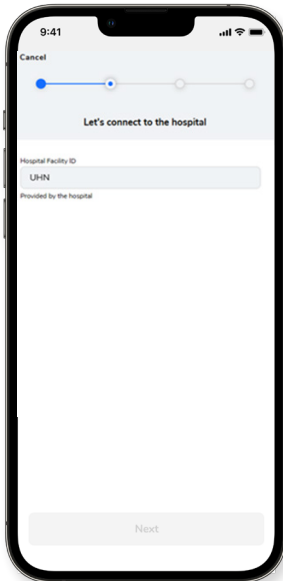 9:41
Cancel
Let's connect to the hospital
Hospital Facility ID
UHN
Provided by the hospital
Next